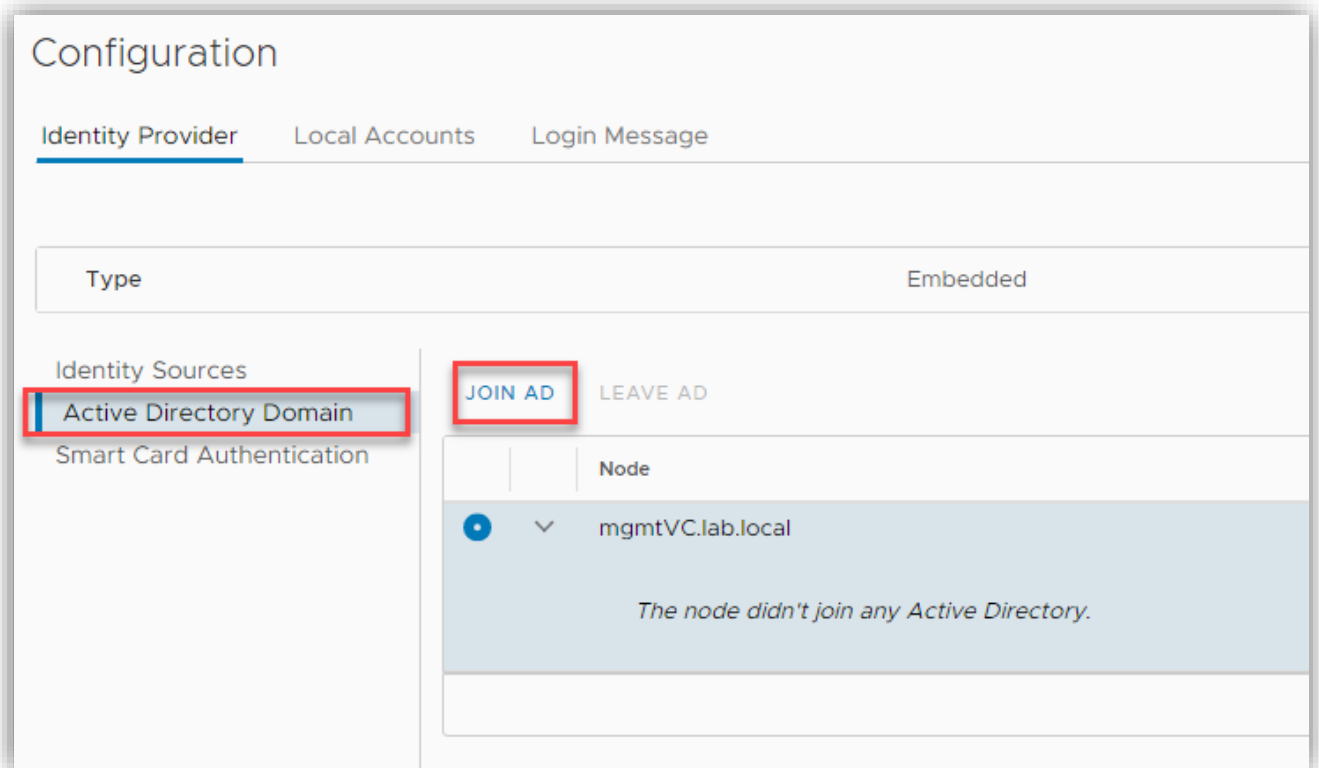 Configuration
Identity Provider Local Accounts Login Message
Type Embedded
Identity Sources
Active Directory Domain
Smart Card Authentication
JOIN AD LEAVE AD
Node
mgmtVC.lab.local
The node didn't join any Active Directory.